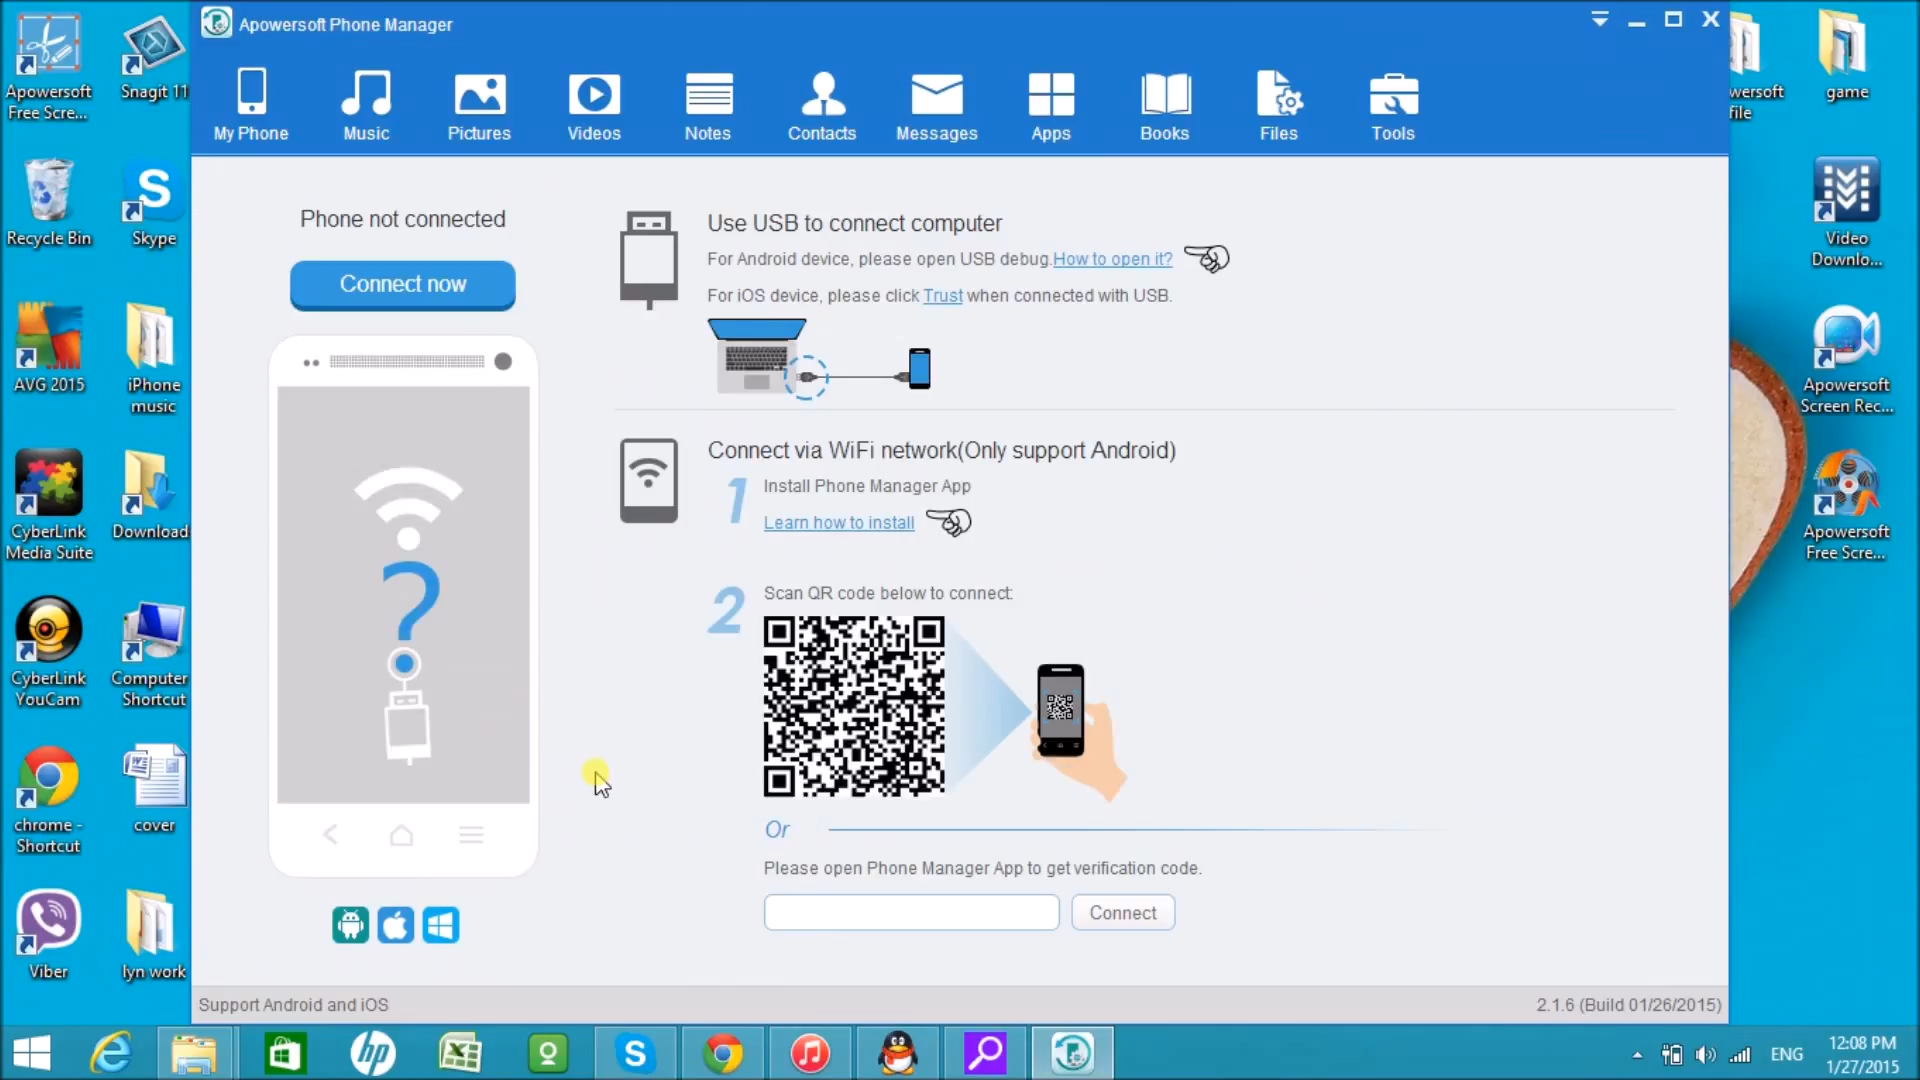 Apowersoft Phone Manager
My Phone
Music
Pictures
Videos
Notes
Contacts
Messages
Apps
Books
Files
Tools
Phone not connected
Connect now
Use USB to connect computer
For Android device, please open USB debug.How to open it?
For iOS device, please click Trust when connected with USB.
Connect via WiFi network(Only support Android)
1
Install Phone Manager App
Learn how to install
2
Scan QR code below to connect:
Or
Please open Phone Manager App to get verification code.
Connect
Support Android and iOS
2.1.6 (Build 01/26/2015)
Apowersoft
Free Scre...
Snagit 11
Recycle Bin
Skype
AVG 2015
iPhone
music
CyberLink
Media Suite
Download
CyberLink
YouCam
Computer
Shortcut
chrome -
Shortcut
cover
Viber
lyn work
wersoft
file
game
Video
Downlo...
Apowersoft
Screen Rec...
Apowersoft
Free Scre...
ENG
12:08 PM
1/27/2015